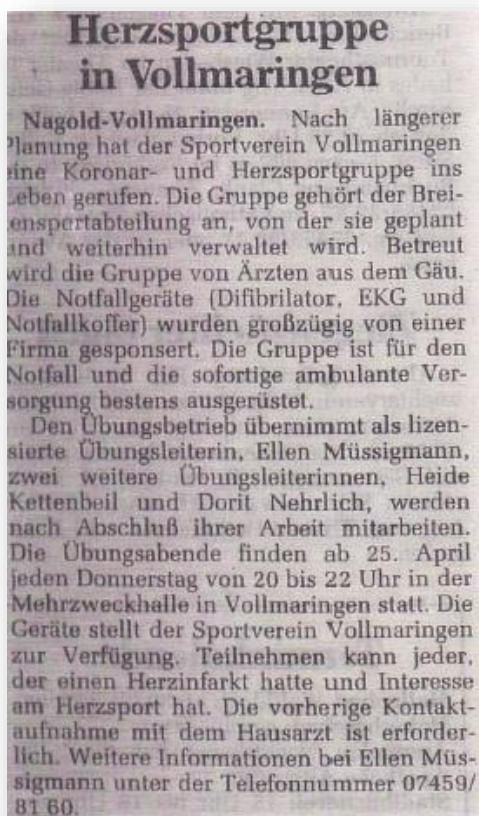 Herzsportgruppe
in Vollmaringen
Nagold-Vollmaringen. Nach längerer
Planung hat der Sportverein Vollmaringen
eine Koronar- und Herzsportgruppe ins
Leben gerufen. Die Gruppe gehört der Brei-
tensportabteilung an, von der sie geplant
und weiterhin verwaltet wird. Betreut
wird die Gruppe von Ärzten aus dem Gäu.
Die Notfallgeräte (Difibrilator, EKG und
Notfallkoffer) wurden großzügig von einer
Firma gesponsert. Die Gruppe ist für den
Notfall und die sofortige ambulante Ver-
sorgung bestens ausgerüstet.
Den Übungsbetrieb übernimmt als lizen-
sierte Übungsleiterin, Ellen Müssigmann,
zwei weitere Übungsleiterinnen, Heide
Kettenbeil und Dorit Nehrlich, werden
nach Abschluß ihrer Arbeit mitarbeiten.
Die Übungsabende finden ab 25. April
jeden Donnerstag von 20 bis 22 Uhr in der
Mehrzweckhalle in Vollmaringen statt. Die
Geräte stellt der Sportverein Vollmaringen
zur Verfügung. Teilnehmen kann jeder,
der einen Herzinfarkt hatte und Interesse
am Herzsport hat. Die vorherige Kontakt-
aufnahme mit dem Hausarzt ist erforder-
lich. Weitere Informationen bei Ellen Müs-
sigmann unter der Telefonnummer 07459/
81 60.